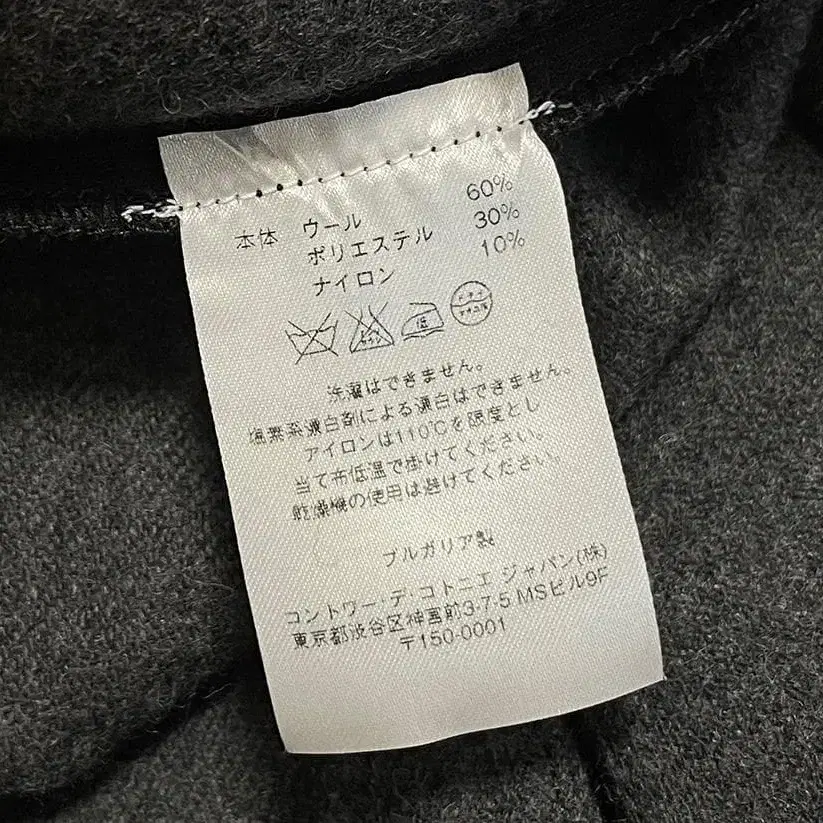 本体 ウール 60%
ポリエステル 30%
ナイロン 10%
低
洗濯はできません。
塩素系漂白剤による漂白はできません。
アイロンは110℃を限度とし
当て布低温で掛けてください。
乾燥機の使用は避けてください。
ブルガリア製
コントワー・デ・コトニエ ジャパン(株)
東京都渋谷区神宮前3-7-5 MSビル9F
〒150-0001